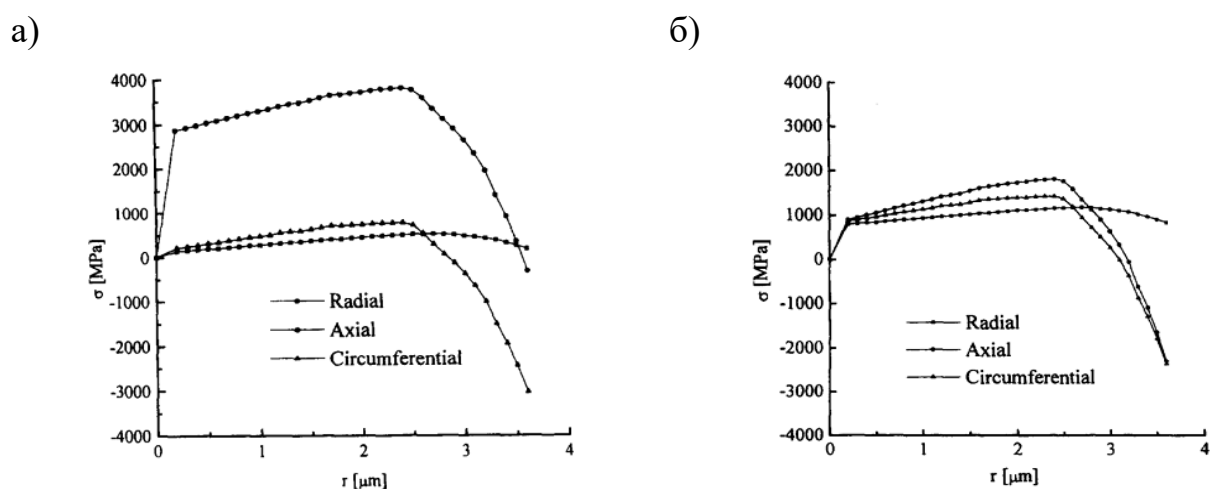 а)
б)
4000
3000
2000
1000
0
-1000
-2000
-3000
-4000
σ [MPa]
Radial
Axial
Circumferential
0 1 2 3 4
r [μm]
4000
3000
2000
1000
0
-1000
-2000
-3000
-4000
σ [MPa]
Radial
Axial
Circumferential
0 1 2 3 4
r [μm]